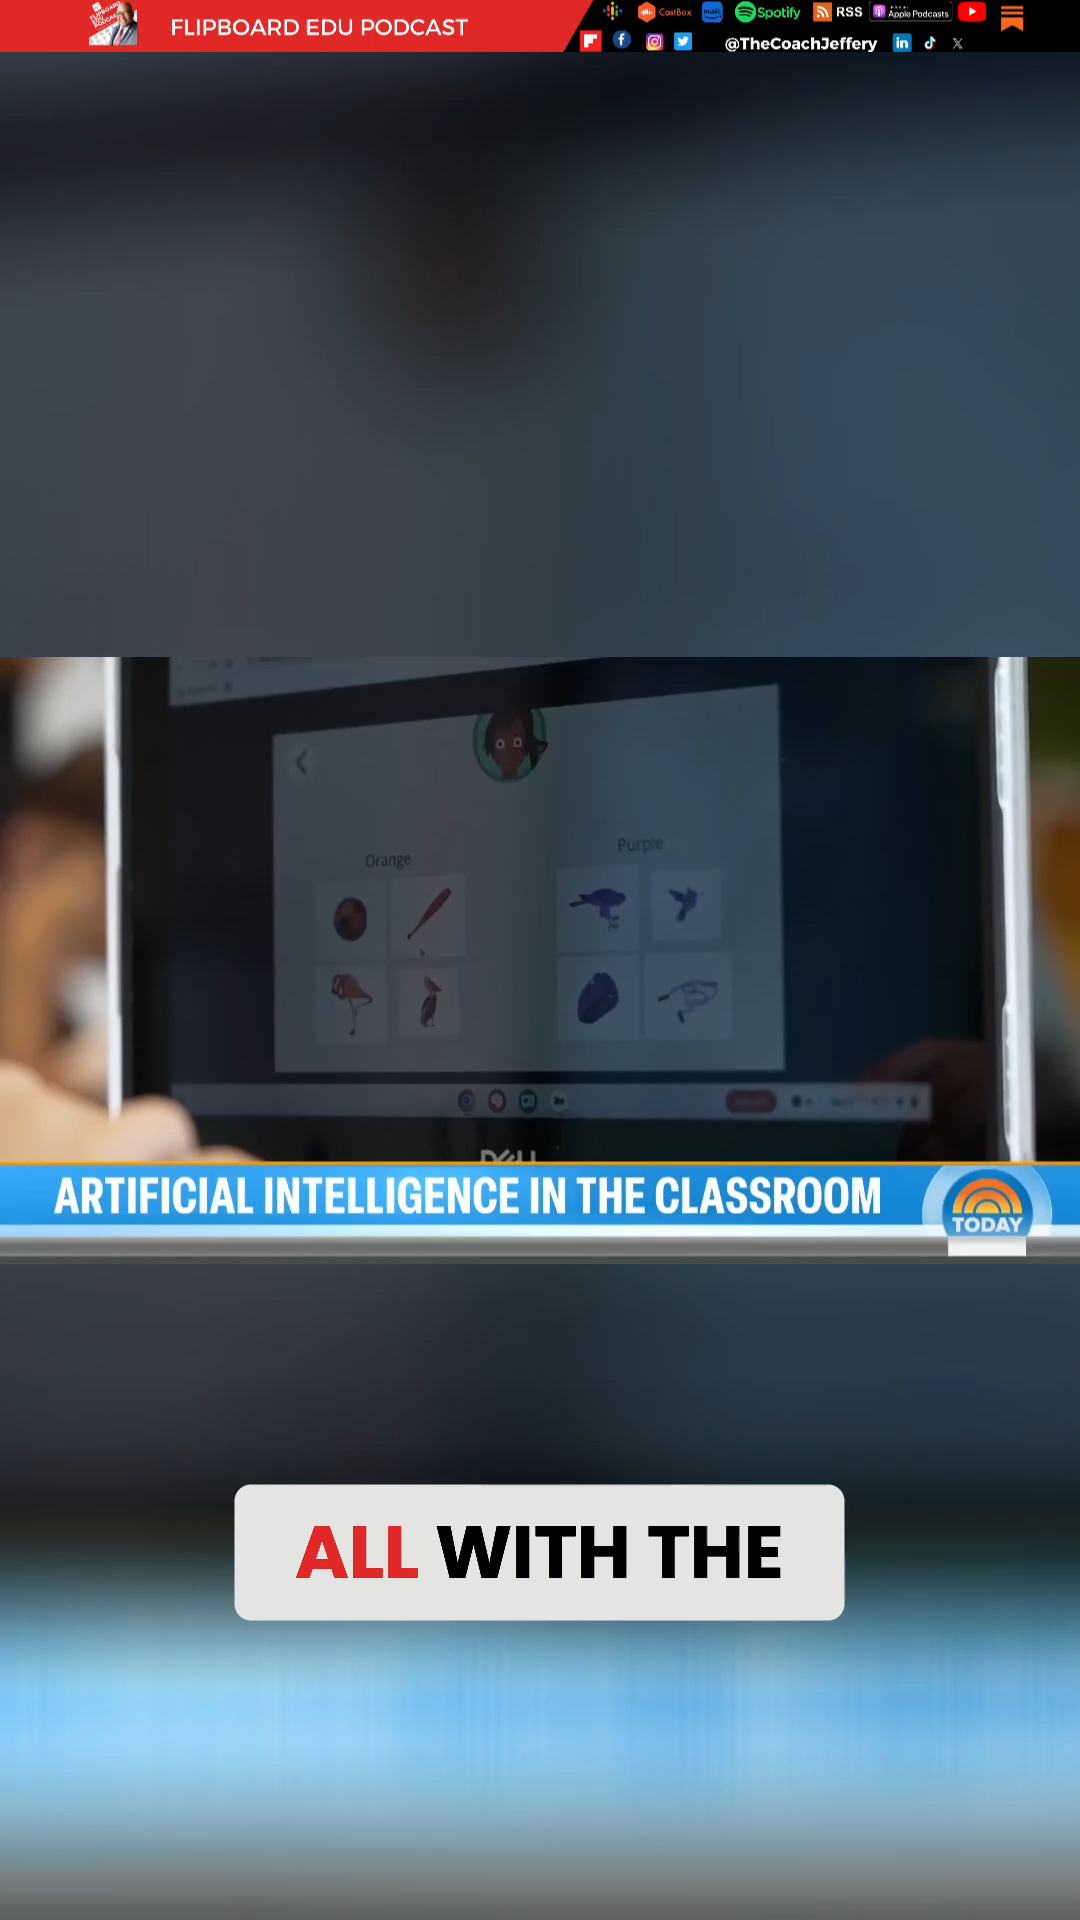 FLIPBOARD EDU PODCAST
CastBox
Spotify
RSS
Apple Podcasts
@TheCoachJeffery
Orange
Purple
DELL
ARTIFICIAL INTELLIGENCE IN THE CLASSROOM
TODAY
ALL WITH THE